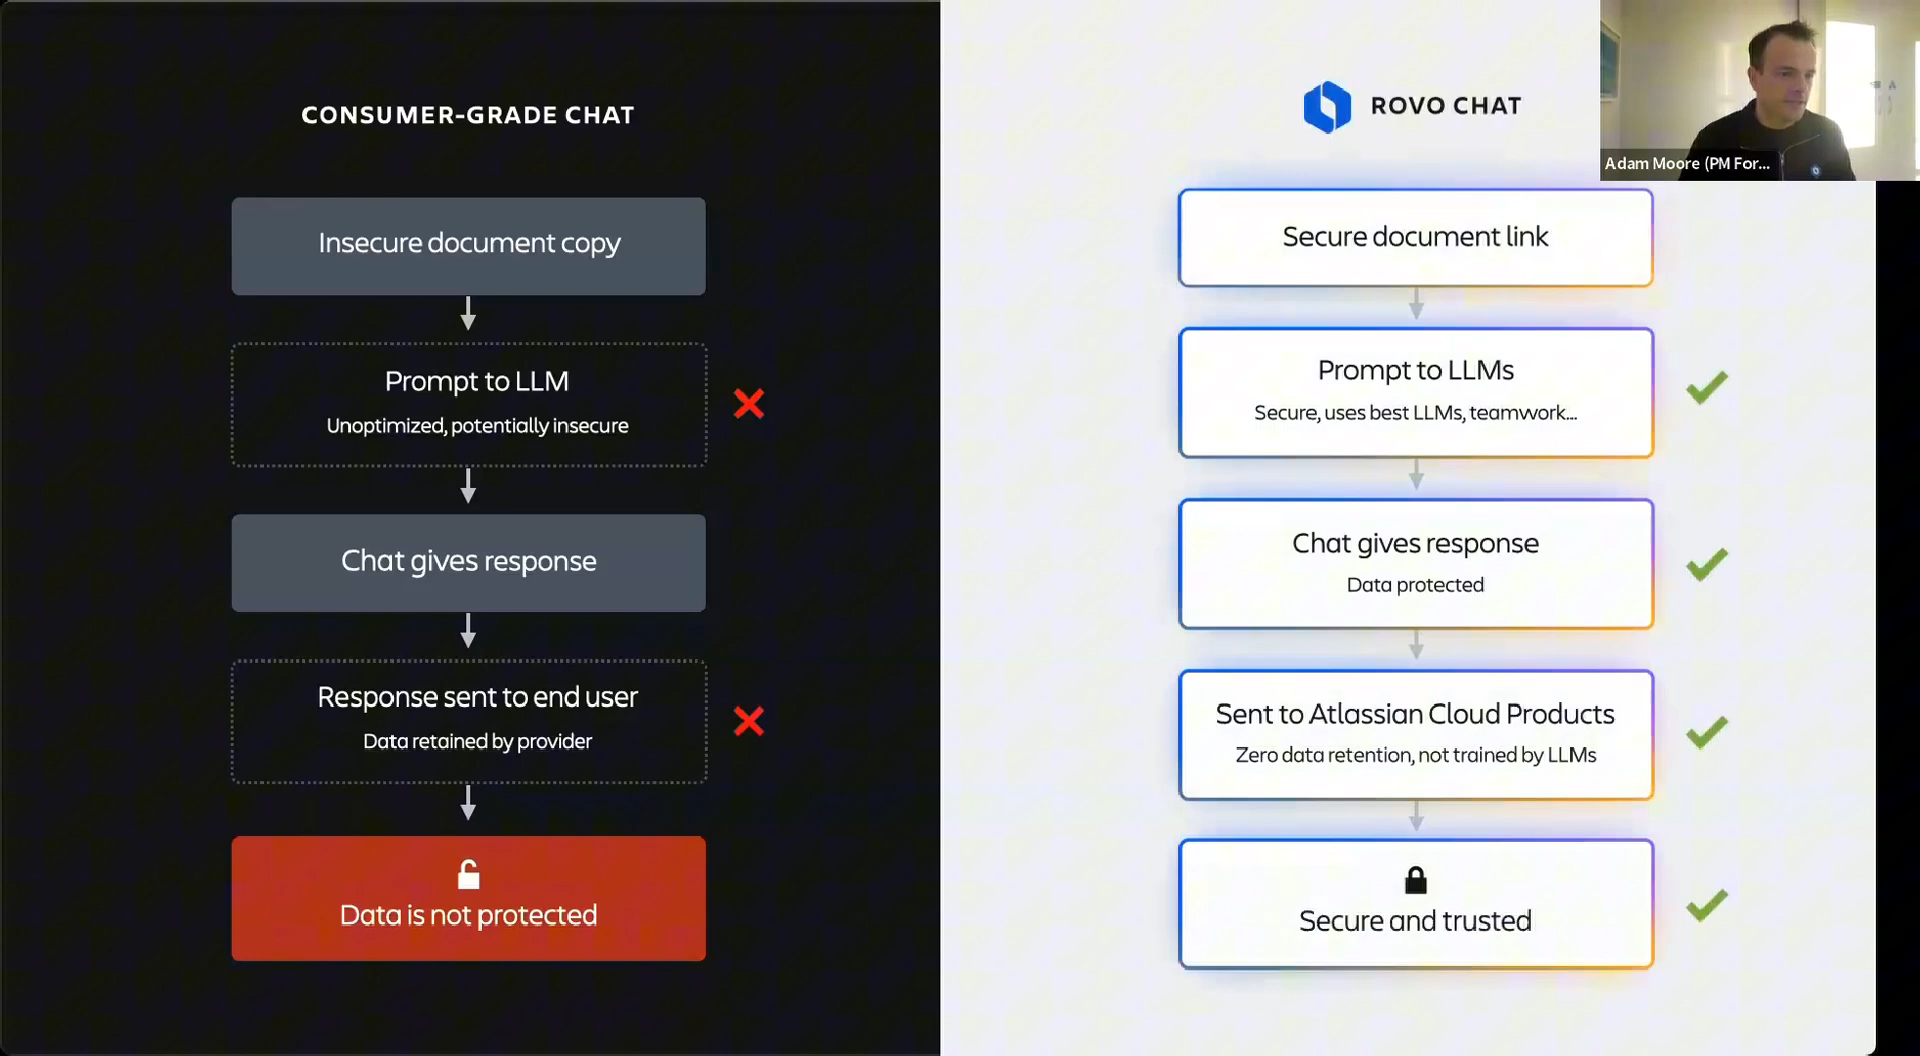 CONSUMER-GRADE CHAT
Insecure document copy
Prompt to LLM
Unoptimized, potentially insecure
Chat gives response
Response sent to end user
Data retained by provider
Data is not protected
ROVO CHAT
Secure document link
Prompt to LLMs
Secure, uses best LLMs, teamwork...
Chat gives response
Data protected
Sent to Atlassian Cloud Products
Zero data retention, not trained by LLMs
Secure and trusted
Adam Moore (PM For...